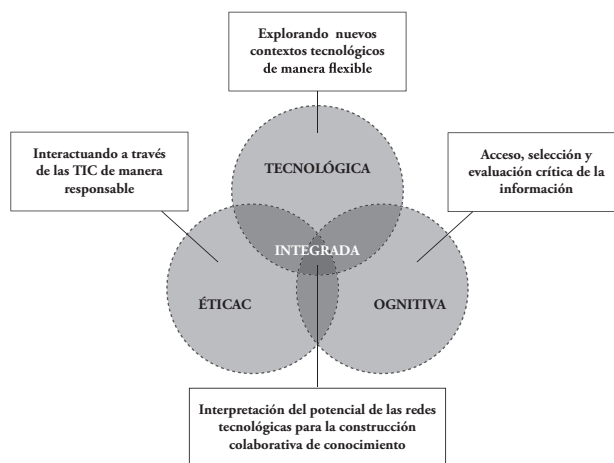 Explorando nuevos
contextos tecnológicos
de manera flexible
Interactuando a través
de las TIC de manera
responsable
TECNOLÓGICA
Acceso, selección y
evaluación crítica de la
información
INTEGRADA
ÉTICAC
OGNITIVA
Interpretación del potencial de las redes
tecnológicas para la construcción
colaborativa de conocimiento